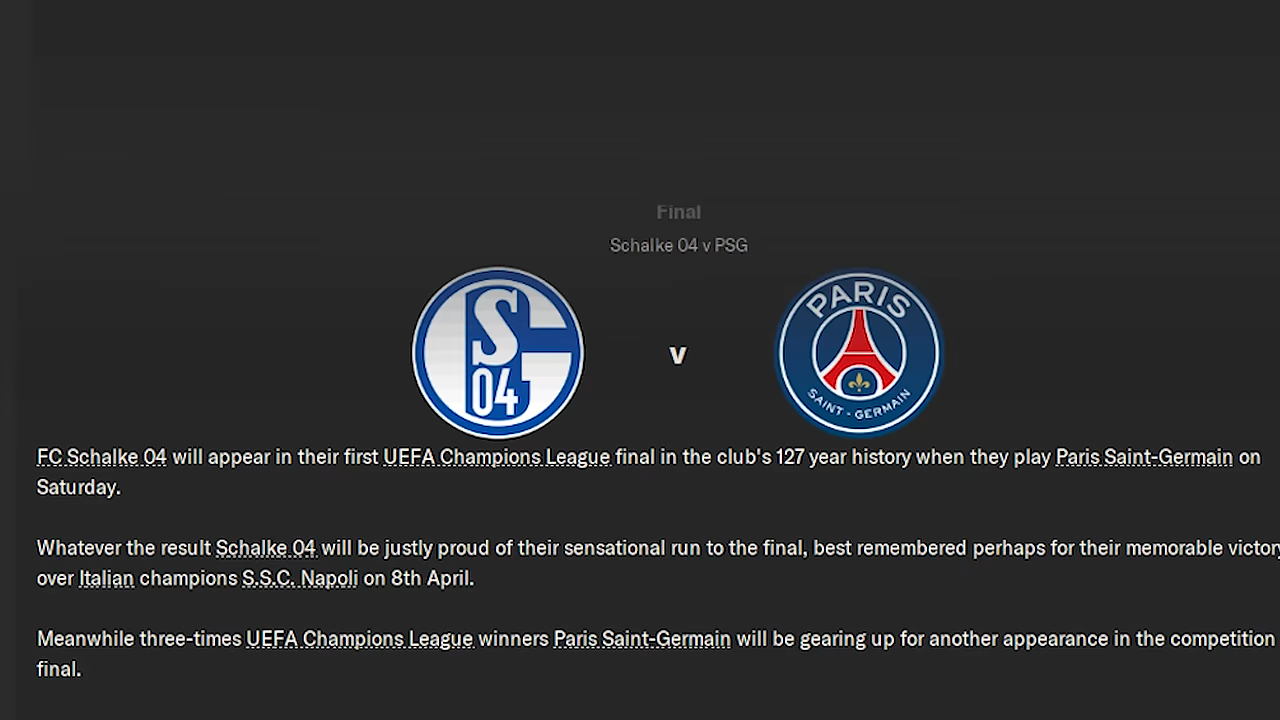 Final
Schalke 04 v PSG
S
04
v
PARIS
SAINT-GERMAIN
FC Schalke 04 will appear in their first UEFA Champions League final in the club's 127 year history when they play Paris Saint-Germain on
Saturday.
Whatever the result Schalke 04 will be justly proud of their sensational run to the final, best remembered perhaps for their memorable victory
over Italian champions S.S.C. Napoli on 8th April.
Meanwhile three-times UEFA Champions League winners Paris Saint-Germain will be gearing up for another appearance in the competition
final.